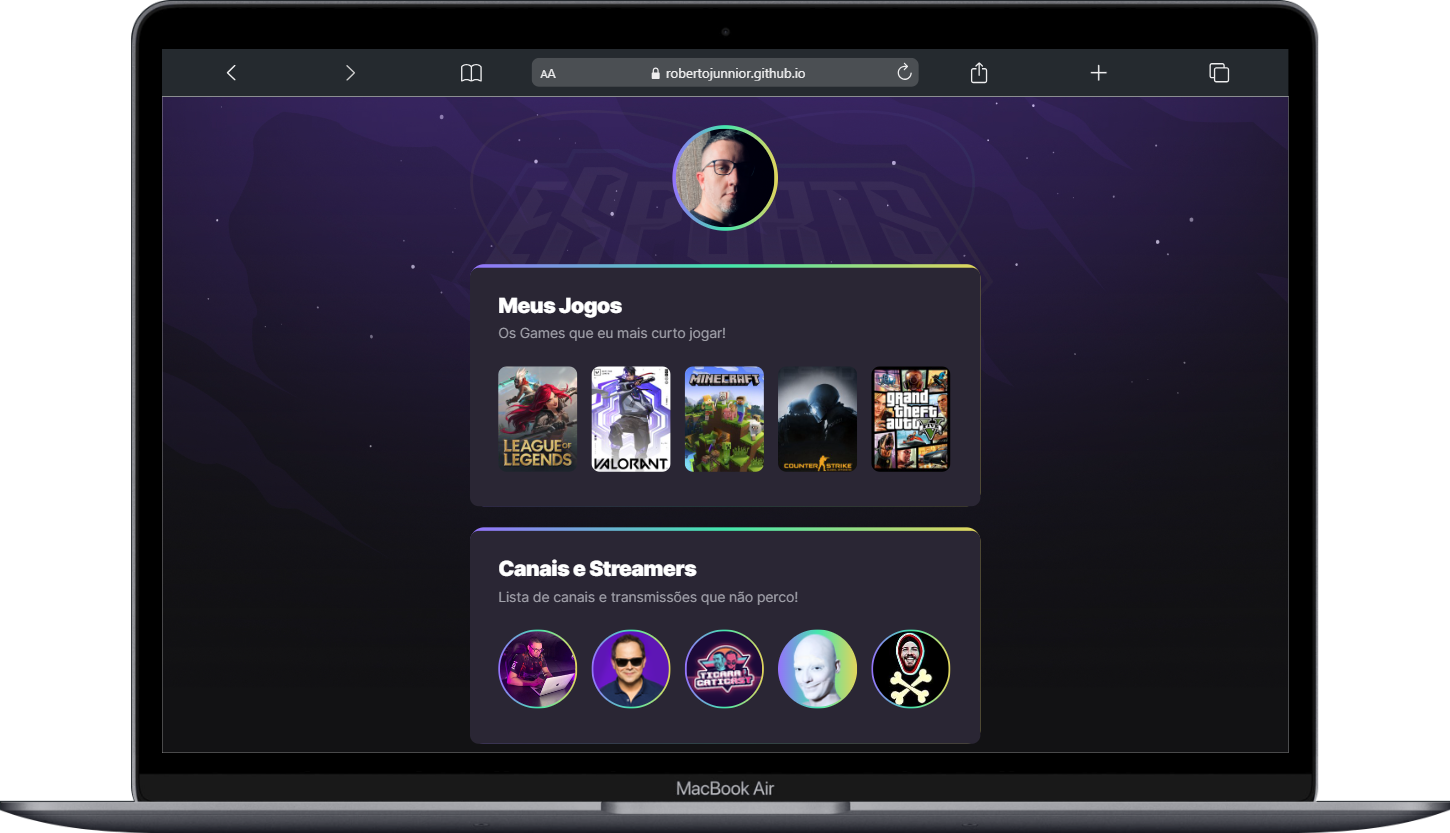 AA
robertojunnior.github.io
ESPORTS
Meus Jogos
Os Games que eu mais curto jogar!
LEAGUE OF
LEGENDS
VALORANT
MINECRAFT
COUNTER STRIKE
grand
theft
auto
V
Canais e Streamers
Lista de canais e transmissões que não perco!
TICARA
CATICAST
MacBook Air